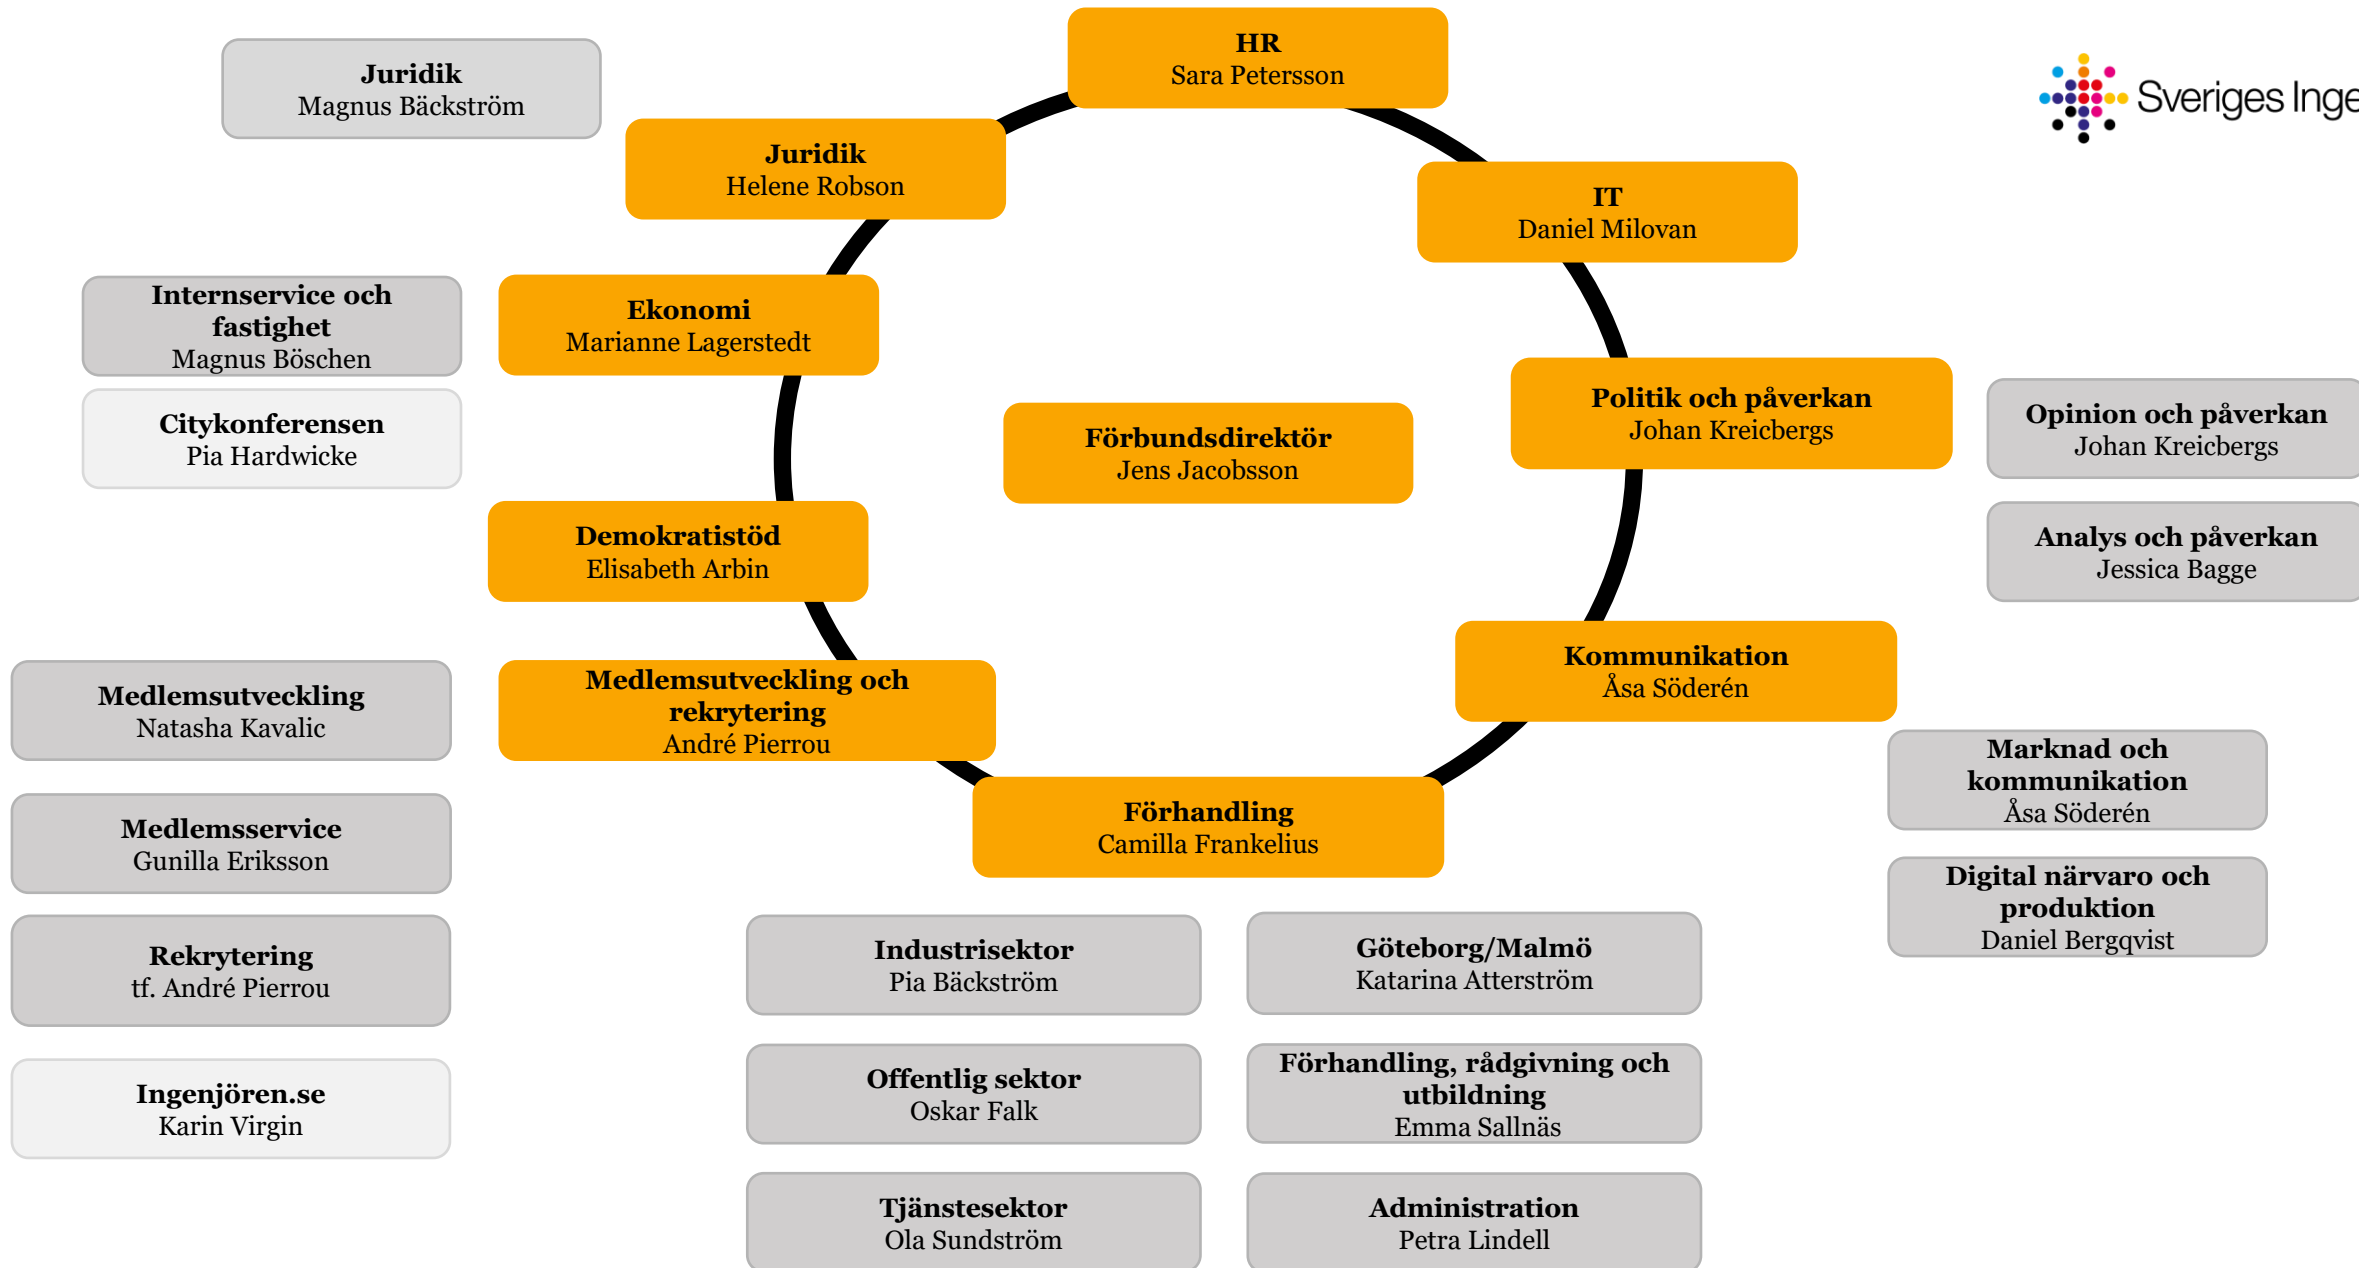 HR
Sara Petersson
Juridik
Magnus Bäckström
Sveriges Inge
Juridik
Helene Robson
IT
Daniel Milovan
Internservice och
fastighet
Magnus Böschen
Ekonomi
Marianne Lagerstedt
Citykonferensen
Pia Hardwicke
Förbundsdirektör
Jens Jacobsson
Politik och påverkan
Johan Kreicbergs
Opinion och påverkan
Johan Kreicbergs
Demokratistöd
Elisabeth Arbin
Analys och påverkan
Jessica Bagge
Medlemsutveckling
Natasha Kavalic
Medlemsutveckling och
rekrytering
André Pierrou
Kommunikation
Åsa Söderén
Marknad och
kommunikation
Åsa Söderén
Medlemsservice
Gunilla Eriksson
Förhandling
Camilla Frankelius
Digital närvaro och
produktion
Daniel Bergqvist
Rekrytering
tf. André Pierrou
Industrisektor
Pia Bäckström
Göteborg/Malmö
Katarina Atterström
Ingenjören.se
Karin Virgin
Offentlig sektor
Oskar Falk
Förhandling, rådgivning och
utbildning
Emma Sallnäs
Tjänstesektor
Ola Sundström
Administration
Petra Lindell